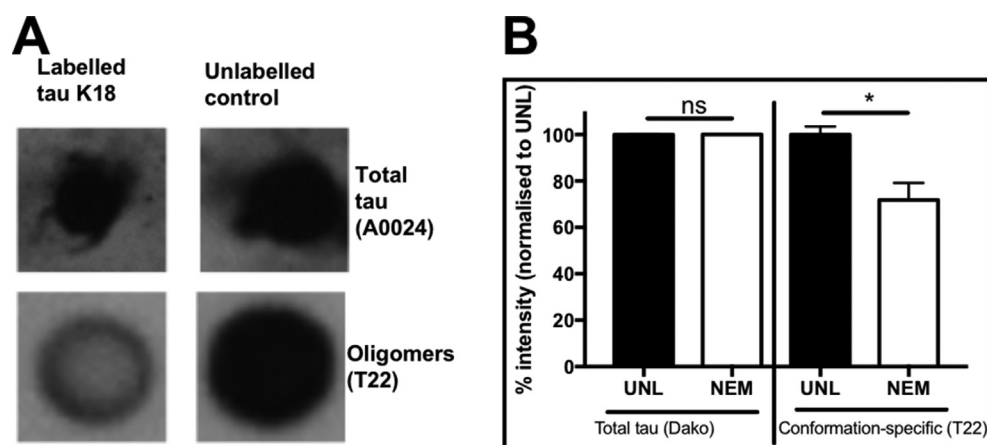 A
Labelled
tau K18
Unlabelled
control
Total
tau
(A0024)
Oligomers
(T22)
B
% intensity (normalised to UNL)
100
80
60
40
20
0
ns
*
UNL
NEM
UNL
NEM
Total tau (Dako)
Conformation-specific (T22)